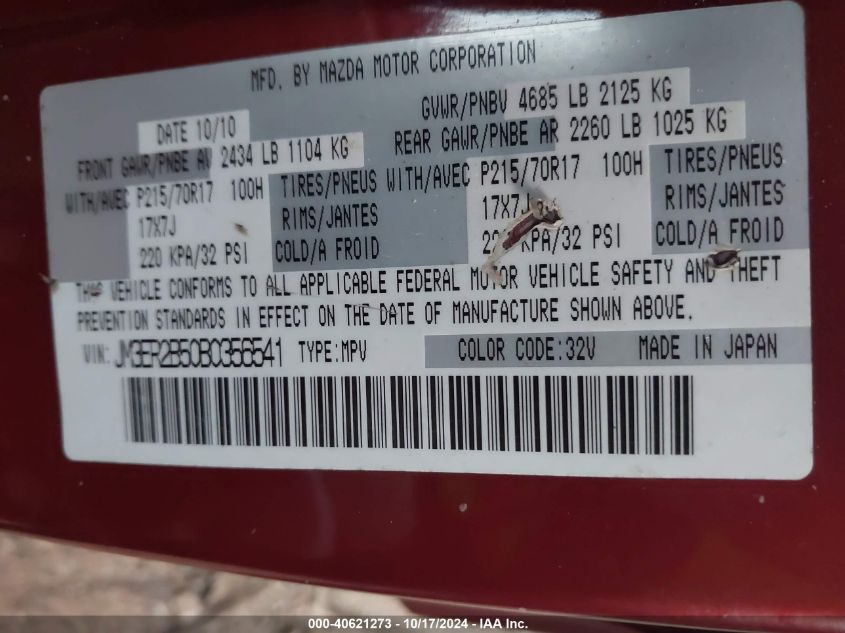 MFD. BY MAZDA MOTOR CORPORATION
DATE 10/10 GVWR/PNBV 4685 LB 2125 KG
FRONT GAWR/PNBE AV 2434 LB 1104 KG REAR GAWR/PNBE AR 2260 LB 1025 KG
WITH/AVEC P215/70R17 100H TIRES/PNEUS WITH/AVEC P215/70R17 100H TIRES/PNEUS
17X7J RIMS/JANTES 17X7J RIMS/JANTES
220 KPA/32 PSI COLD/A FROID 220 KPA/32 PSI COLD/A FROID
THIS VEHICLE CONFORMS TO ALL APPLICABLE FEDERAL MOTOR VEHICLE SAFETY AND THEFT
PREVENTION STANDARDS IN EFFECT ON THE DATE OF MANUFACTURE SHOWN ABOVE.
VIN: JM3ER2B50B0356541 TYPE:MPV COLOR CODE:32V MADE IN JAPAN
000-40621273 - 10/17/2024 - IAA, Inc.